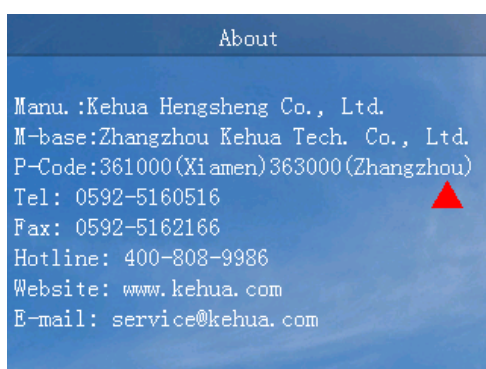 About
Manu.:Kehua Hengsheng Co., Ltd.
M-base:Zhangzhou Kehua Tech. Co., Ltd.
P-Code:361000(Xiamen)363000(Zhangzhou)
Tel: 0592-5160516
Fax: 0592-5162166
Hotline: 400-808-9986
Website: www.kehua.com
E-mail: service@kehua.com